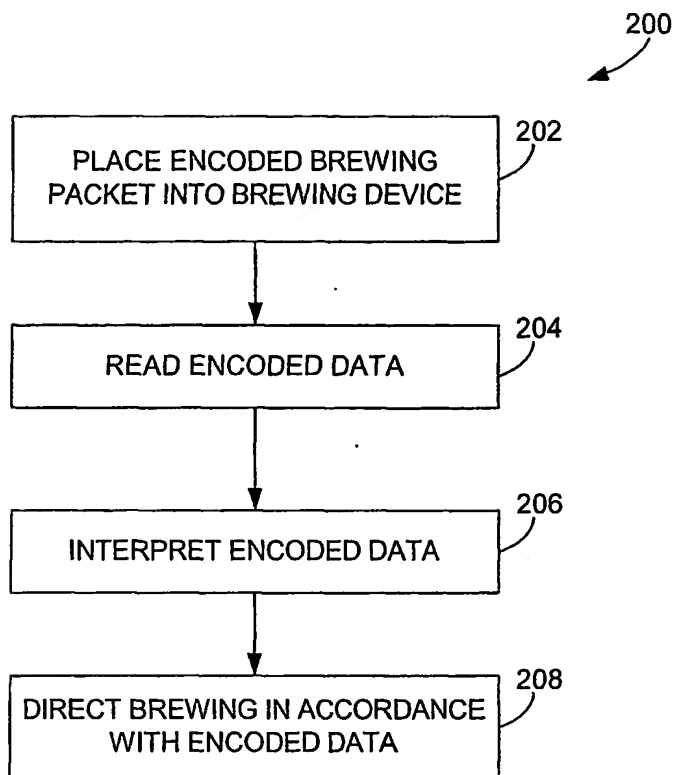 200
202
PLACE ENCODED BREWING
PACKET INTO BREWING DEVICE
204
READ ENCODED DATA
206
INTERPRET ENCODED DATA
208
DIRECT BREWING IN ACCORDANCE
WITH ENCODED DATA